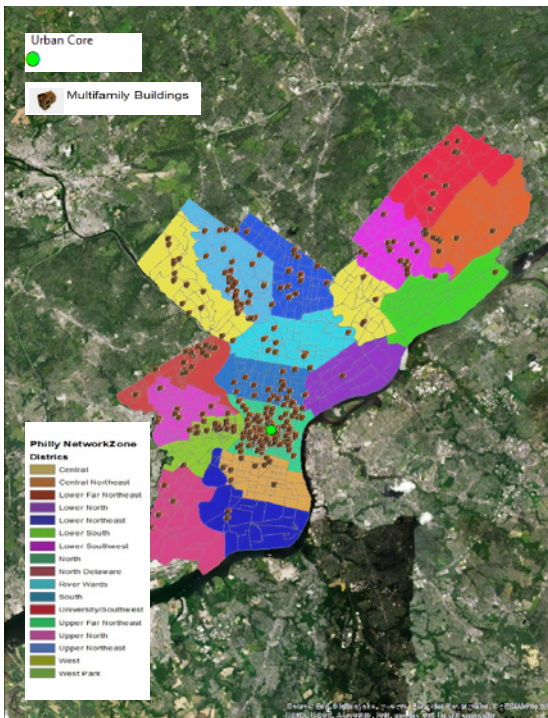 Urban Core
Multifamily Buildings
Philly NetworkZone
Districs
Central
Central Northeast
Lower Far Northeast
Lower North
Lower Northeast
Lower South
Lower Southwest
North
North Delaware
River Wards
South
University/Southwest
Upper Far Northeast
Upper North
Upper Northeast
West
West Park